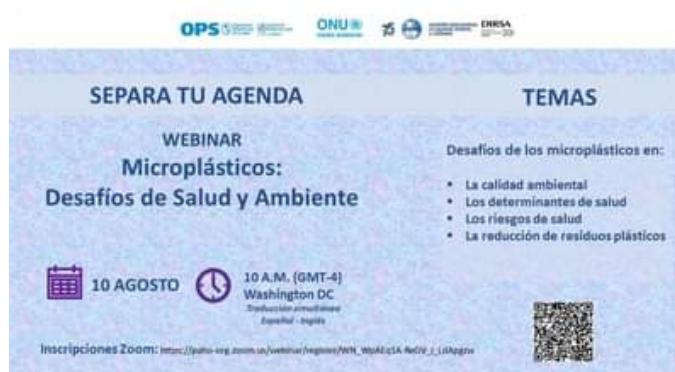 OPS
ONU
75
EHRSA
SEPARA TU AGENDA
WEBINAR
Microplásticos:
Desafíos de Salud y Ambiente
10 AGOSTO
10 A.M. (GMT-4)
Washington DC
Traducción simultánea
Español - Inglés
TEMAS
Desafíos de los microplásticos en:
▪ La calidad ambiental
▪ Los determinantes de salud
▪ Los riesgos de salud
▪ La reducción de residuos plásticos
Inscripciones Zoom: